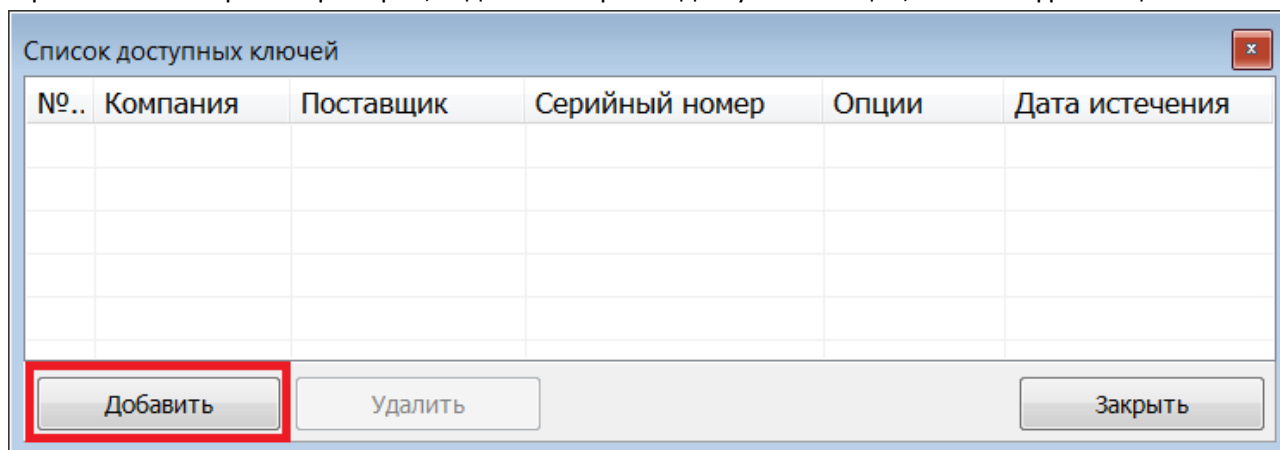 Список доступных ключей
№.. Компания Поставщик Серийный номер Опции Дата истечения
Добавить Удалить Закрыть